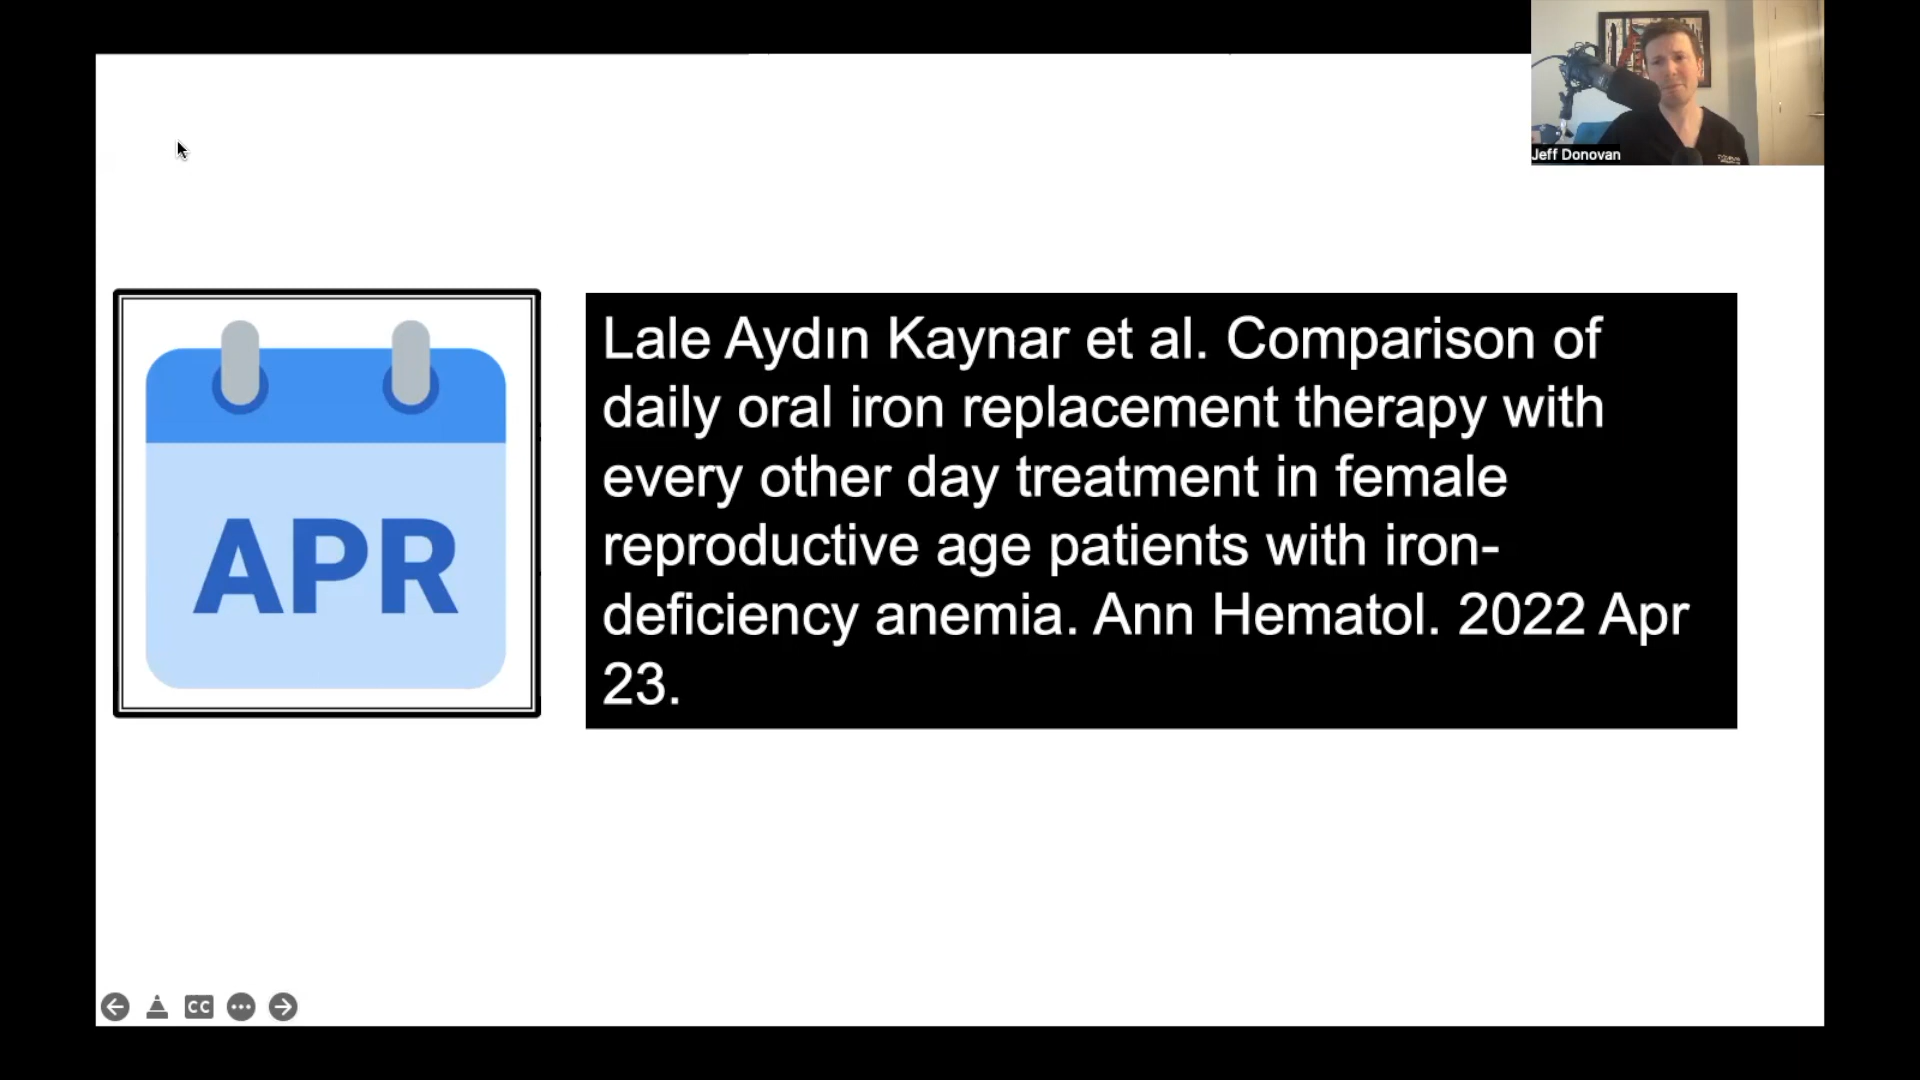 Jeff Donovan
APR
Lale Aydın Kaynar et al. Comparison of
daily oral iron replacement therapy with
every other day treatment in female
reproductive age patients with iron-
deficiency anemia. Ann Hematol. 2022 Apr
23.
CC